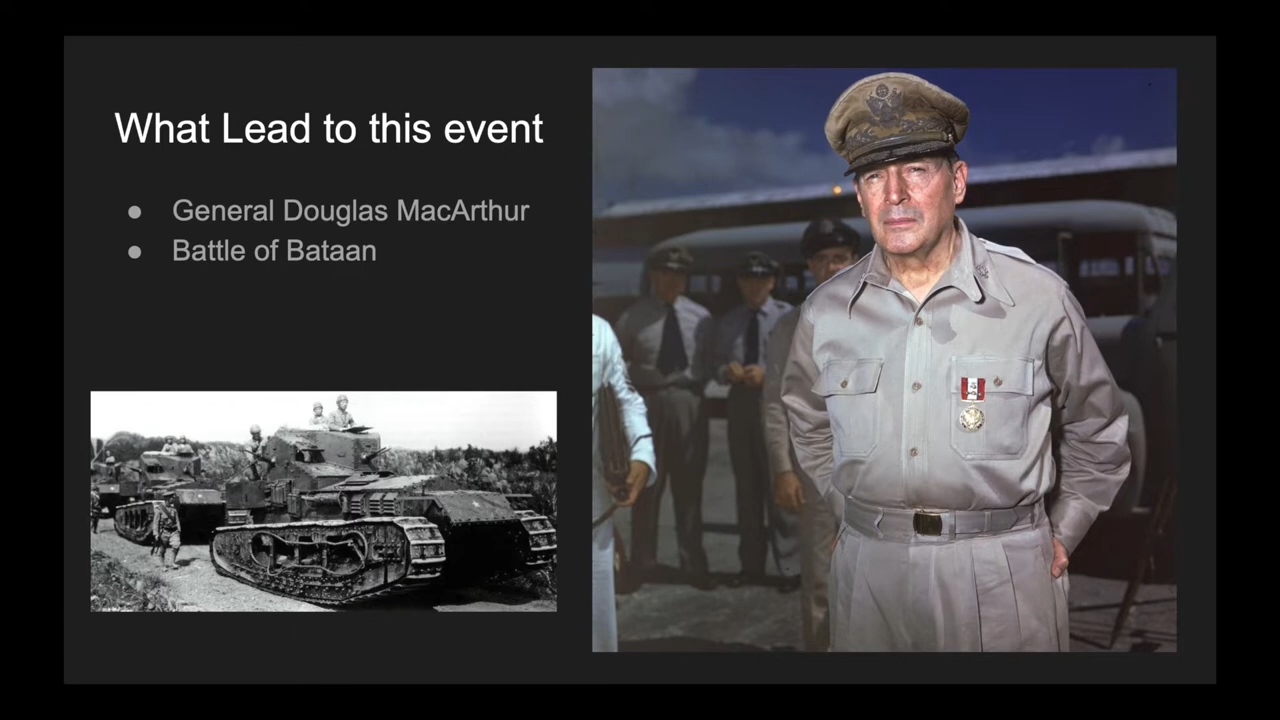 What Lead to this event
● General Douglas MacArthur
● Battle of Bataan